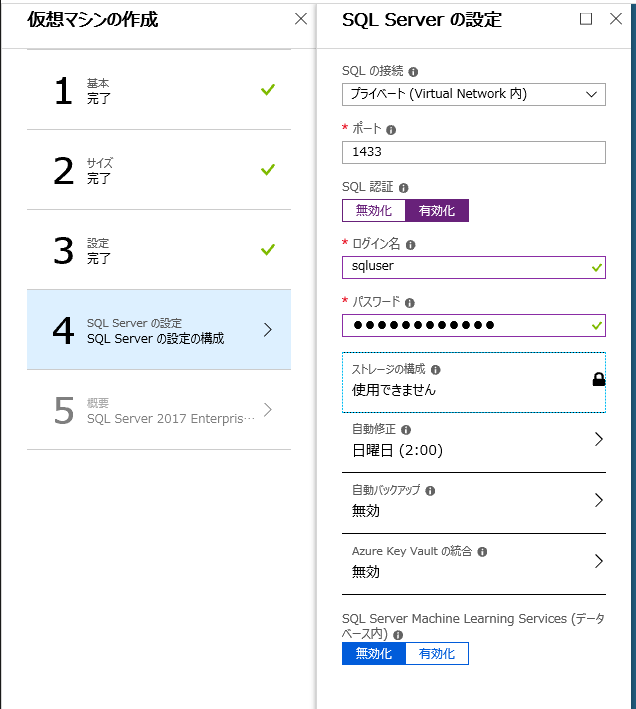 仮想マシンの作成
1
基本
完了
2
サイズ
完了
3
設定
完了
4
SQL Server の設定
SQL Server の設定の構成
5
概要
SQL Server 2017 Enterpris…
SQL Server の設定
SQL の接続
プライベート (Virtual Network 内)
* ポート
1433
SQL 認証
無効化 有効化
* ログイン名
sqluser
* パスワード
●●●●●●●●●●●●
ストレージの構成
使用できません
自動修正
日曜日 (2:00)
自動バックアップ
無効
Azure Key Vault の統合
無効
SQL Server Machine Learning Services (データ
ベース内)
無効化 有効化